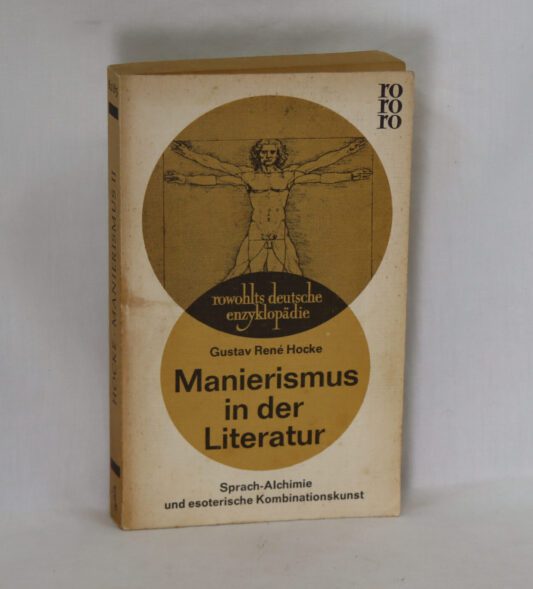 ro
ro
ro
rowohlts deutsche
enzyklopädie
Gustav René Hocke
Manierismus
in der
Literatur
Sprach-Alchimie
und esoterische Kombinationskunst
HOCKE MANIERISMUS II